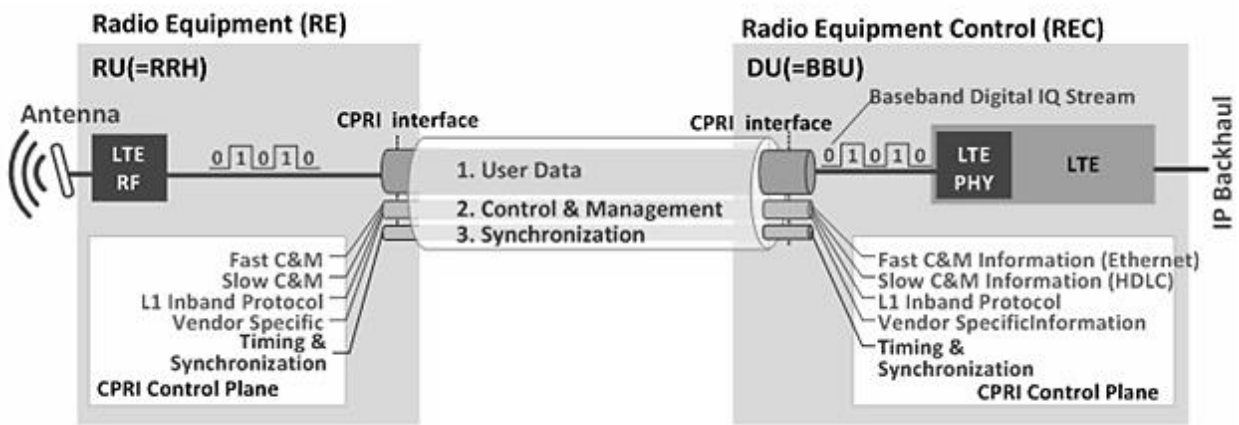 Radio Equipment (RE)
RU(=RRH)
Antenna
LTE
RF
0 1 0 1 0
CPRI interface
Fast C&M
Slow C&M
L1 Inband Protocol
Vendor Specific
Timing &
Synchronization
CPRI Control Plane
1. User Data
2. Control & Management
3. Synchronization
Radio Equipment Control (REC)
DU(=BBU)
Baseband Digital IQ Stream
CPRI interface
0 1 0 1 0
LTE
PHY
LTE
IP Backhaul
Fast C&M Information (Ethernet)
Slow C&M Information (HDLC)
L1 Inband Protocol
Vendor SpecificInformation
Timing &
Synchronization
CPRI Control Plane